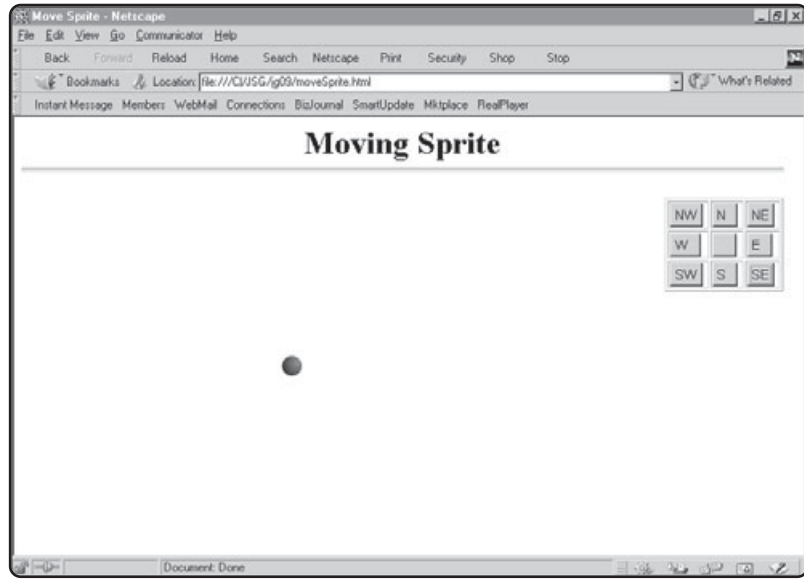 Move Sprite - Netscape
File Edit View Go Communicator Help
Back Forward Reload Home Search Netscape Print Security Shop Stop
Bookmarks Location: file:///C|/JSG/jg09/moveSprite.html What's Related
Instant Message Members WebMail Connections BizJournal SmartUpdate Mktplace RealPlayer
Moving Sprite
NW N NE
W E
SW S SE
Document: Done